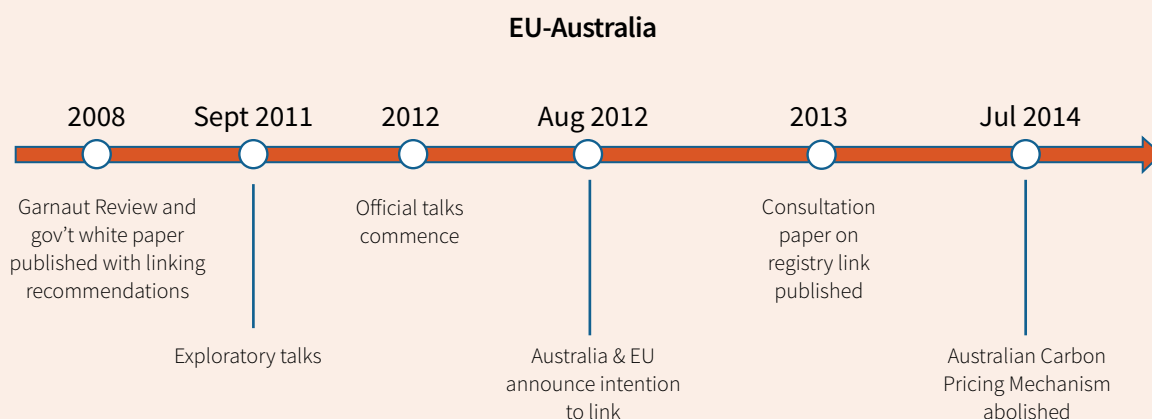 EU-Australia
2008
Sept 2011
2012
Aug 2012
2013
Jul 2014
Garnaut Review and
gov't white paper
published with linking
recommendations
Exploratory talks
Official talks
commence
Australia & EU
announce intention
to link
Consultation
paper on
registry link
published
Australian Carbon
Pricing Mechanism
abolished